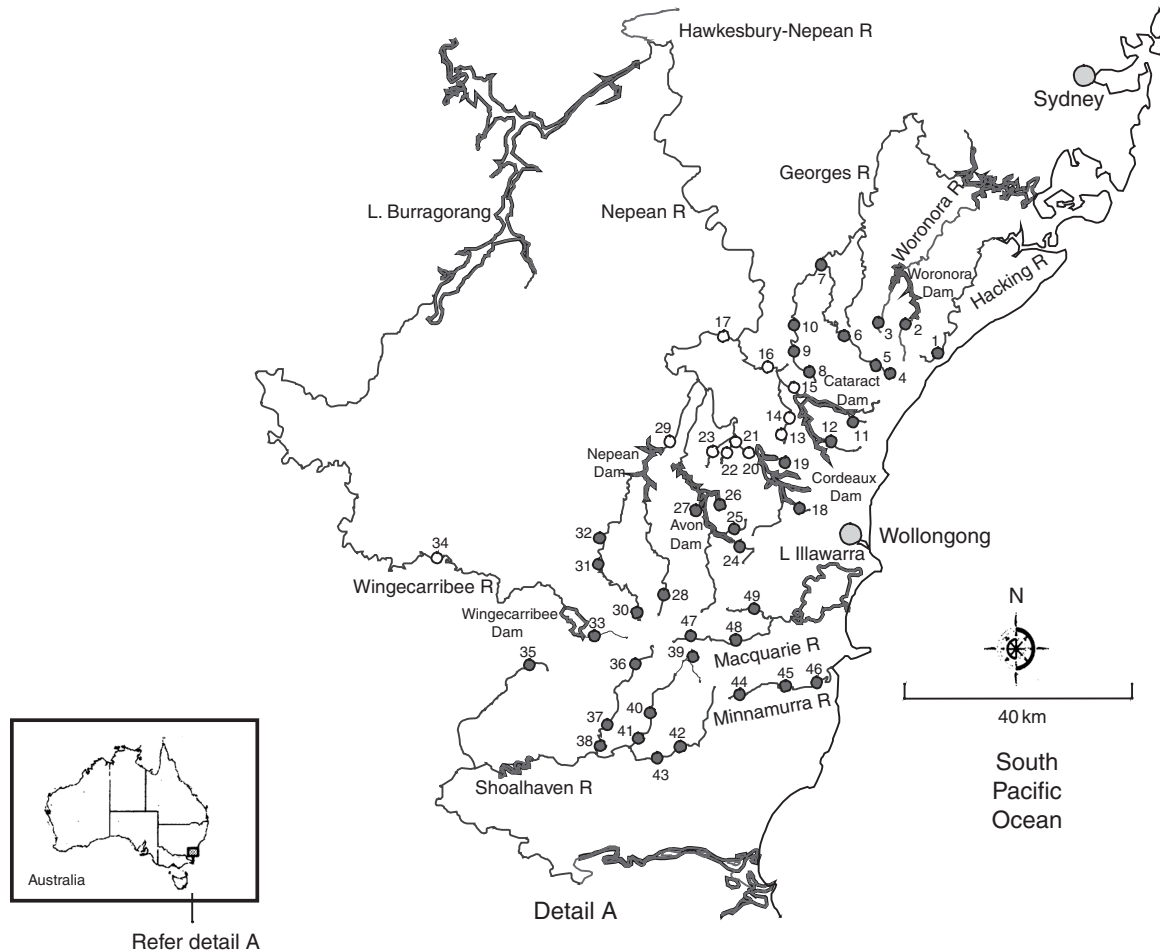 Hawkesbury-Nepean R
Sydney
Georges R
L. Burragorang
Nepean R
Woronora R
Woronora
Dam
Hacking R
7
17
10
6
3
2
1
16
9
5
8
4
Cataract
Dam
15
14
11
12
13
29
23
21
22
20
19
Nepean
Dam
Cordeaux
Dam
26
18
27
25
Avon
Dam
24
32
Wollongong
L Illawarra
34
31
Wingecarribee R
28
49
30
Wingecarribee
Dam
33
47
48
N
Macquarie R
35
36
39
46
45
44
Minnamurra R
40 km
40
37
41
42
38
43
Shoalhaven R
South
Pacific
Ocean
Australia
Detail A
Refer detail A